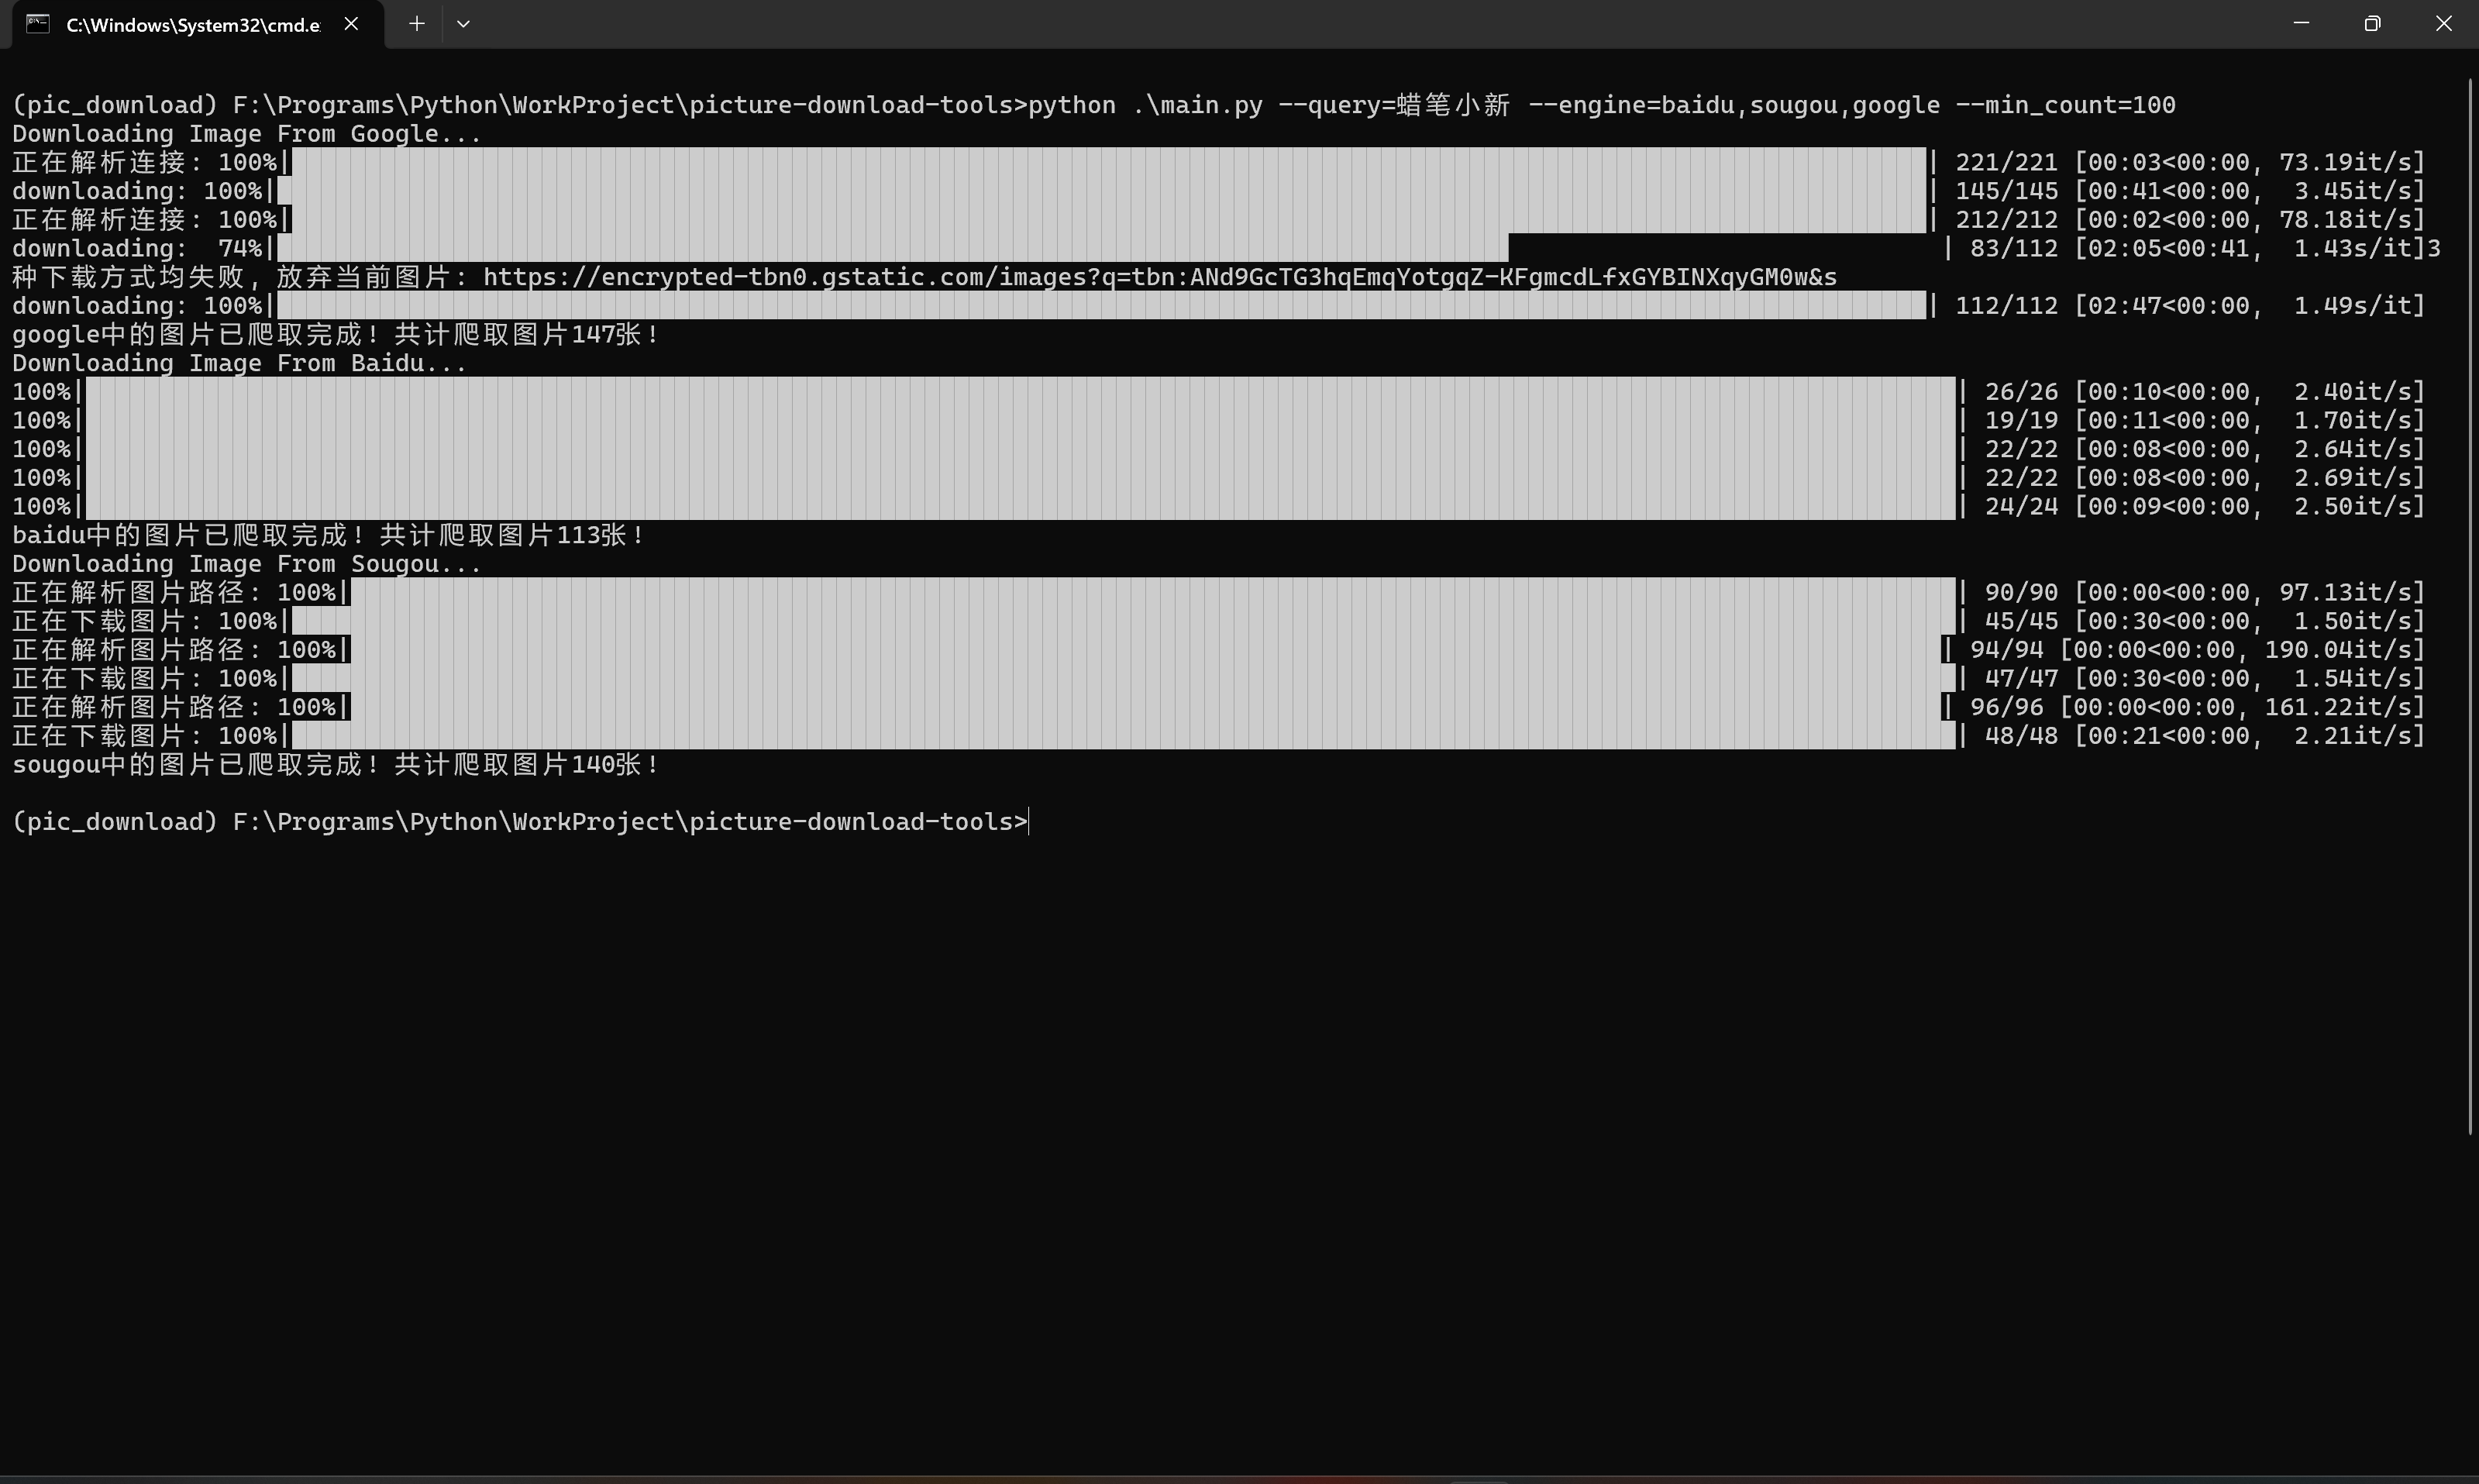 C:\Windows\System32\cmd.e
(pic_download) F:\Programs\Python\WorkProject\picture-download-tools>python .\main.py --query=蜡笔小新 --engine=baidu,sougou,google --min_count=100
Downloading Image From Google...
正在解析连接: 100%| | 221/221 [00:03<00:00, 73.19it/s]
downloading: 100%| | 145/145 [00:41<00:00, 3.45it/s]
正在解析连接: 100%| | 212/212 [00:02<00:00, 78.18it/s]
downloading: 74%| | 83/112 [02:05<00:41, 1.43s/it]3
种下载方式均失败, 放弃当前图片: https://encrypted-tbn0.gstatic.com/images?q=tbn:ANd9GcTG3hqEmqYotgqZ-KFgmcdLfxGYBINXqyGM0w&s
downloading: 100%| | 112/112 [02:47<00:00, 1.49s/it]
google中的图片已爬取完成! 共计爬取图片147张!
Downloading Image From Baidu...
100%| | 26/26 [00:10<00:00, 2.40it/s]
100%| | 19/19 [00:11<00:00, 1.70it/s]
100%| | 22/22 [00:08<00:00, 2.64it/s]
100%| | 22/22 [00:08<00:00, 2.69it/s]
100%| | 24/24 [00:09<00:00, 2.50it/s]
baidu中的图片已爬取完成! 共计爬取图片113张!
Downloading Image From Sougou...
正在解析图片路径: 100%| | 90/90 [00:00<00:00, 97.13it/s]
正在下载图片: 100%| | 45/45 [00:30<00:00, 1.50it/s]
正在解析图片路径: 100%| | 94/94 [00:00<00:00, 190.04it/s]
正在下载图片: 100%| | 47/47 [00:30<00:00, 1.54it/s]
正在解析图片路径: 100%| | 96/96 [00:00<00:00, 161.22it/s]
正在下载图片: 100%| | 48/48 [00:21<00:00, 2.21it/s]
sougou中的图片已爬取完成! 共计爬取图片140张!
(pic_download) F:\Programs\Python\WorkProject\picture-download-tools>